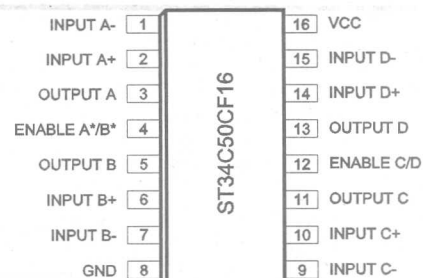 INPUT A- 1 16 VCC
INPUT A+ 2 15 INPUT D-
OUTPUT A 3 14 INPUT D+
ENABLE A*/B* 4 13 OUTPUT D
OUTPUT B 5 12 ENABLE C/D
INPUT B+ 6 11 OUTPUT C
INPUT B- 7 10 INPUT C+
GND 8 9 INPUT C-
ST34C50CF16